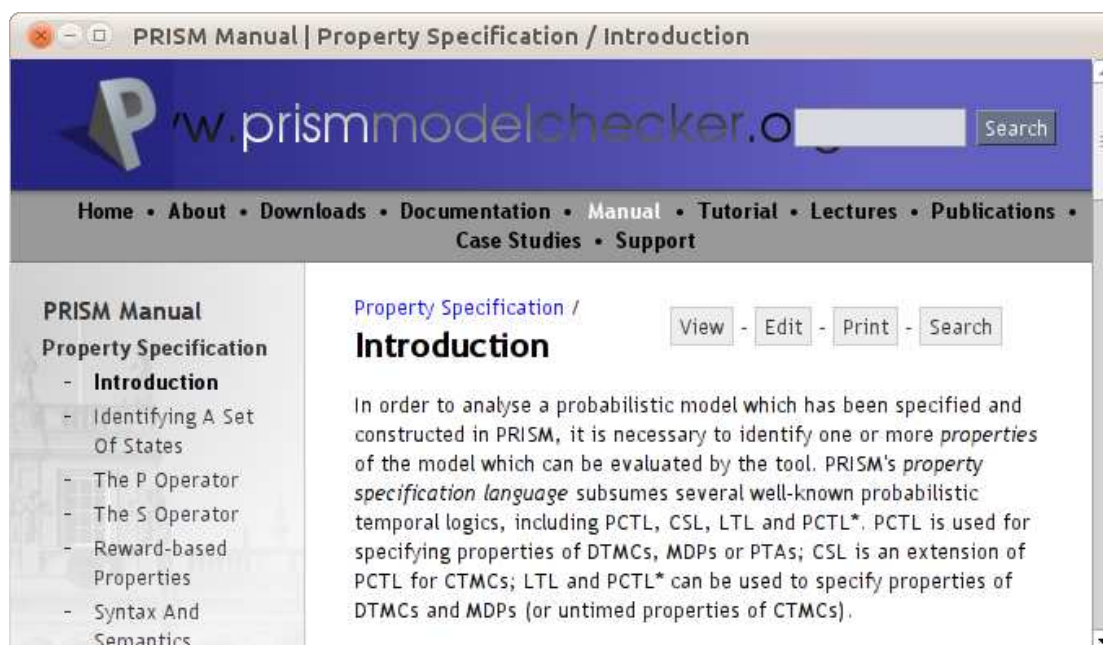 PRISM Manual | Property Specification / Introduction
w.prismmodelchecker.o
Search
Home • About • Downloads • Documentation • Manual • Tutorial • Lectures • Publications •
Case Studies • Support
PRISM Manual
Property Specification
- Introduction
- Identifying A Set
Of States
- The P Operator
- The S Operator
- Reward-based
Properties
- Syntax And
Semantics
Property Specification /
Introduction
View - Edit - Print - Search
In order to analyse a probabilistic model which has been specified and
constructed in PRISM, it is necessary to identify one or more properties
of the model which can be evaluated by the tool. PRISM's property
specification language subsumes several well-known probabilistic
temporal logics, including PCTL, CSL, LTL and PCTL*. PCTL is used for
specifying properties of DTMCs, MDPs or PTAs; CSL is an extension of
PCTL for CTMCs; LTL and PCTL* can be used to specify properties of
DTMCs and MDPs (or untimed properties of CTMCs).